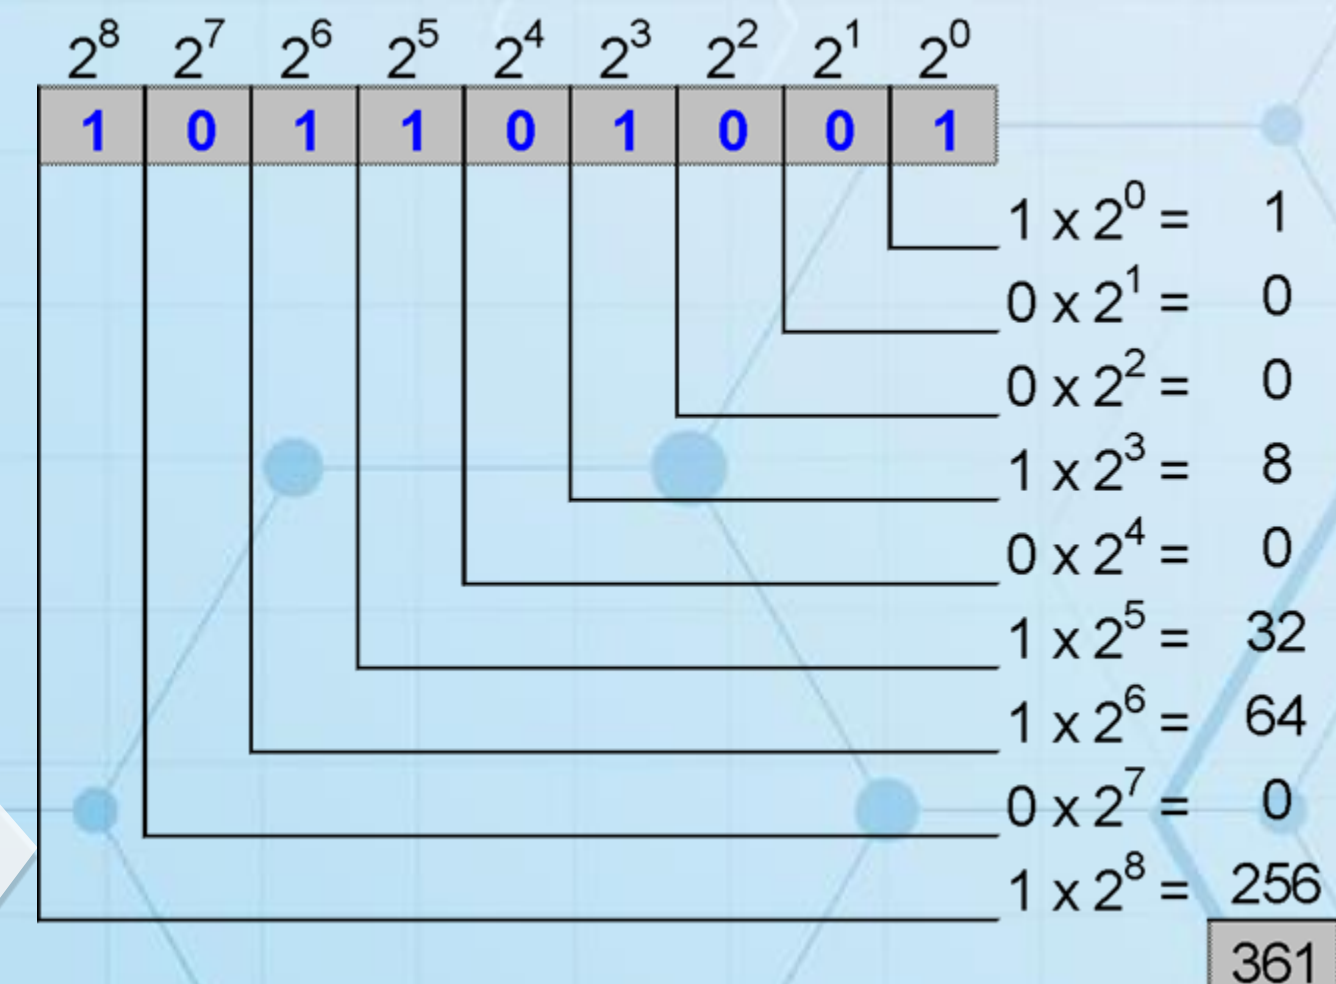 2⁸ 2⁷ 2⁶ 2⁵ 2⁴ 2³ 2² 2¹ 2⁰
1 0 1 1 0 1 0 0 1
1 x 2⁰ = 1
0 x 2¹ = 0
0 x 2² = 0
1 x 2³ = 8
0 x 2⁴ = 0
1 x 2⁵ = 32
1 x 2⁶ = 64
0 x 2⁷ = 0
1 x 2⁸ = 256
361